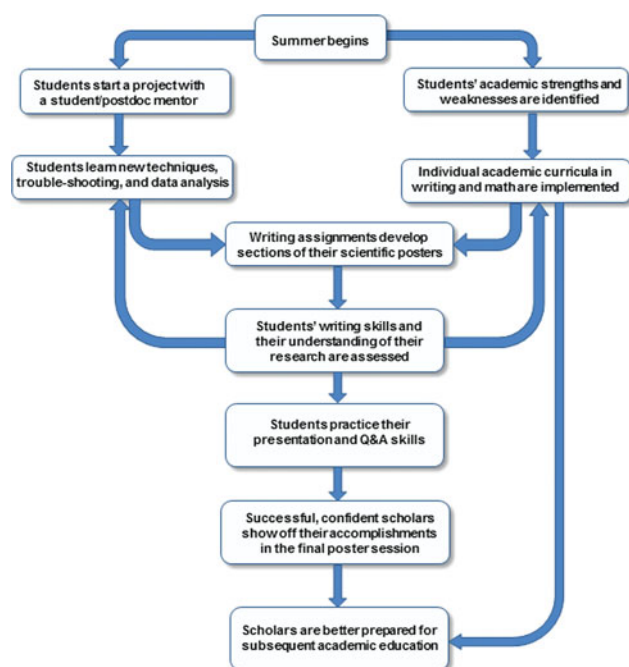 Summer begins
Students start a project with
a student/postdoc mentor
Students' academic strengths and
weaknesses are identified
Students learn new techniques,
trouble-shooting, and data analysis
Individual academic curricula in
writing and math are implemented
Writing assignments develop
sections of their scientific posters
Students' writing skills and
their understanding of their
research are assessed
Students practice their
presentation and Q&A skills
Successful, confident scholars
show off their accomplishments
in the final poster session
Scholars are better prepared for
subsequent academic education